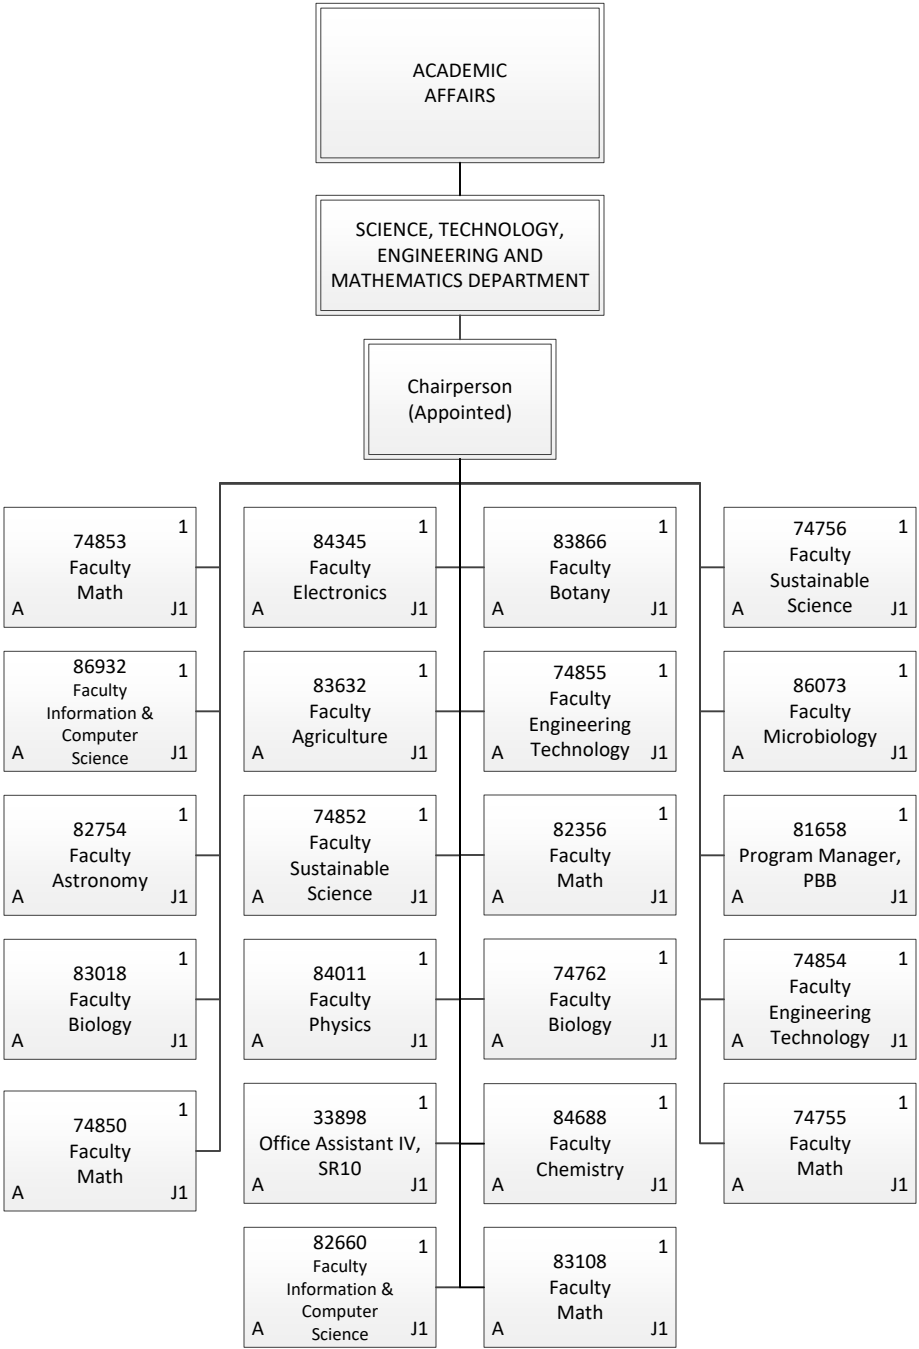 ACADEMIC
AFFAIRS
SCIENCE, TECHNOLOGY,
ENGINEERING AND
MATHEMATICS DEPARTMENT
Chairperson
(Appointed)
1
74853
Faculty
Math
A J1
1
84345
Faculty
Electronics
A J1
1
83866
Faculty
Botany
A J1
1
74756
Faculty
Sustainable
Science
A J1
1
86932
Faculty
Information &
Computer
Science
A J1
1
83632
Faculty
Agriculture
A J1
1
74855
Faculty
Engineering
Technology
A J1
1
86073
Faculty
Microbiology
A J1
1
82754
Faculty
Astronomy
A J1
1
74852
Faculty
Sustainable
Science
A J1
1
82356
Faculty
Math
A J1
1
81658
Program Manager,
PBB
A J1
1
83018
Faculty
Biology
A J1
1
84011
Faculty
Physics
A J1
1
74762
Faculty
Biology
A J1
1
74854
Faculty
Engineering
Technology
A J1
1
74850
Faculty
Math
A J1
1
33898
Office Assistant IV,
SR10
A J1
1
84688
Faculty
Chemistry
A J1
1
74755
Faculty
Math
A J1
1
82660
Faculty
Information &
Computer
Science
A J1
1
83108
Faculty
Math
A J1